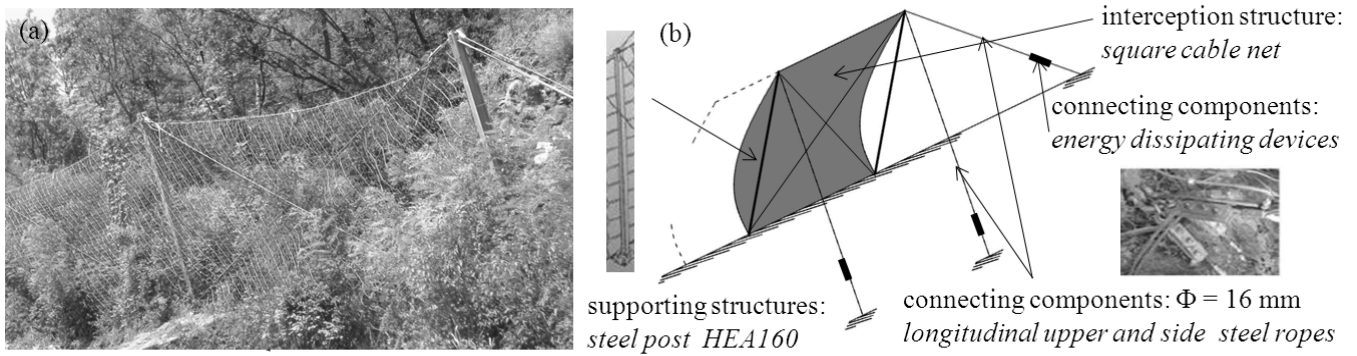 (a)
(b)
interception structure:
square cable net
connecting components:
energy dissipating devices
supporting structures:
steel post HEA160
connecting components: Φ = 16 mm
longitudinal upper and side steel ropes